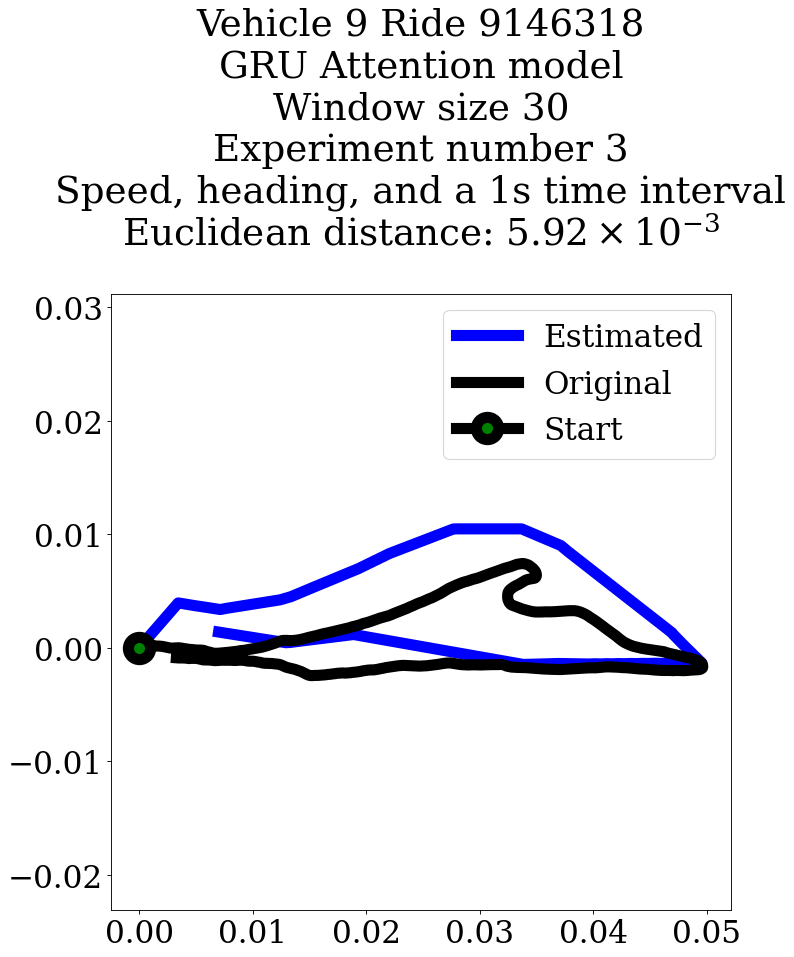 Vehicle 9 Ride 9146318
GRU Attention model
Window size 30
Experiment number 3
Speed, heading, and a 1s time interval
Euclidean distance: 5.92 × 10⁻³
0.03
0.02
0.01
0.00
−0.01
−0.02
Estimated
Original
Start
0.00 0.01 0.02 0.03 0.04 0.05